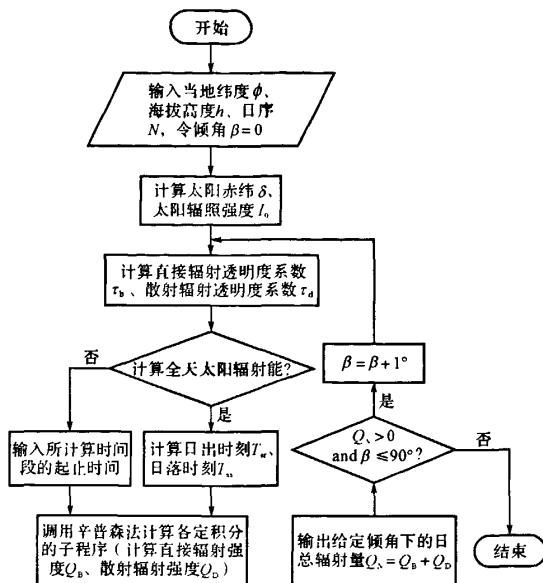 开始
输入当地纬度ϕ、
海拔高度h、日序
N，令倾角β=0
计算太阳赤纬δ、
太阳辐照强度I₀
计算直接辐射透明度系数
τb、散射辐射透明度系数τd
计算全天太阳辐射能?
否
是
输入所计算时间
段的起止时间
计算日出时刻Tsr、
日落时刻Tss
调用辛普森法计算各定积分
的子程序（计算直接辐射强
度QB、散射辐射强度QD）
β=β+1°
是
Qs>0
and β≤90°?
否
输出给定倾角下的日
总辐射量Qs=QB+QD
结束